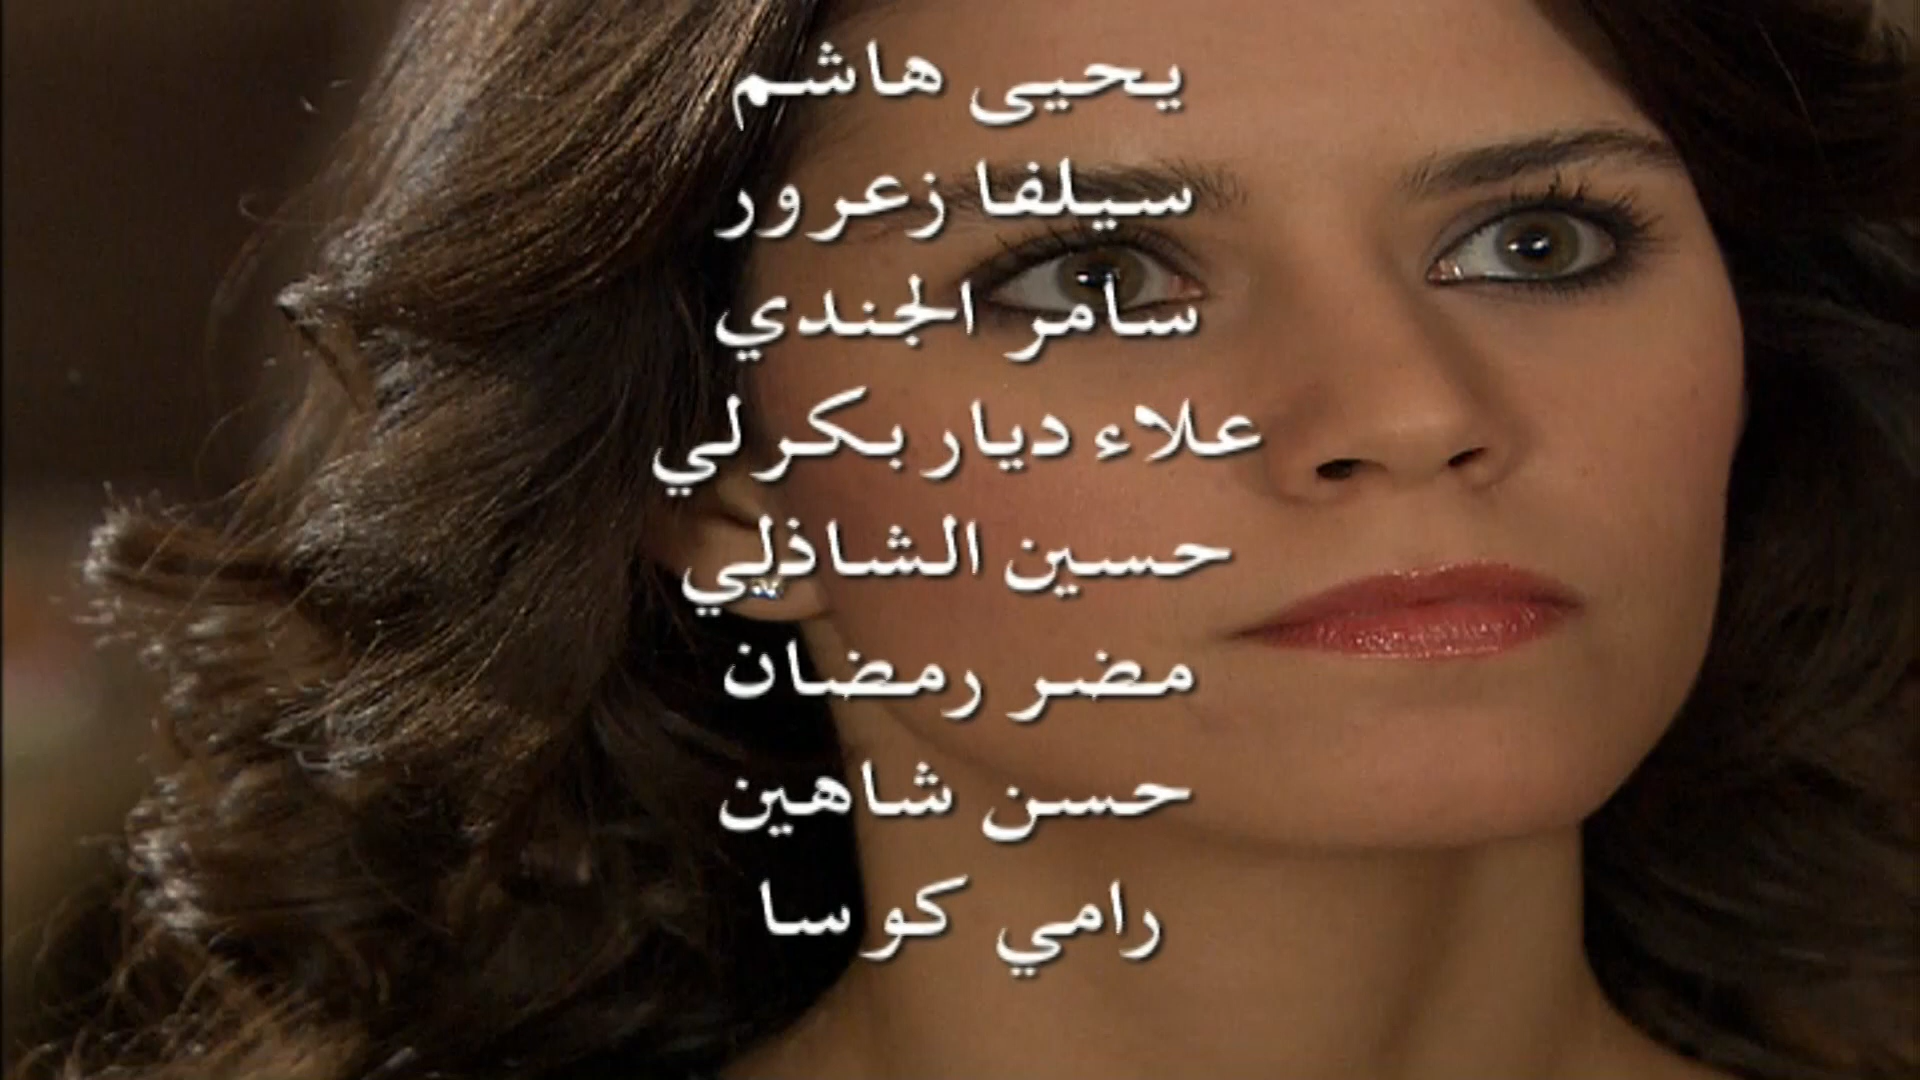 يحيى هاشم
سيلفا زعرور
سامر الجندي
علاء ديار بكرلي
حسين الشاذلي
مضر رمضان
حسن شاهين
رامي كوسا